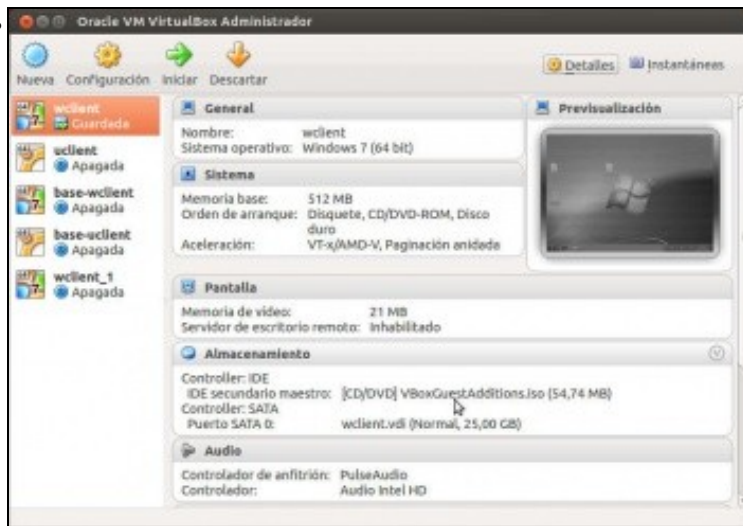 Oracle VM VirtualBox Administrador
Nueva Configuración Iniciar Descartar
Detalles Instantáneas
wclient
Guardada
uclient
Apagada
base-wclient
Apagada
base-uclient
Apagada
wclient_1
Apagada
General
Nombre: wclient
Sistema operativo: Windows 7 (64 bit)
Sistema
Memoria base: 512 MB
Orden de arranque: Disquete, CD/DVD-ROM, Disco
duro
Aceleración: VT-x/AMD-V, Paginación anidada
Previsualización
Pantalla
Memoria de vídeo: 21 MB
Servidor de escritorio remoto: Inhabilitado
Almacenamiento
Controller: IDE
IDE secundario maestro: [CD/DVD] VBoxGuestAdditions.iso (54,74 MB)
Controller: SATA
Puerto SATA 0: wclient.vdi (Normal, 25,00 GB)
Audio
Controlador de anfitrión: PulseAudio
Controlador: Audio Intel HD